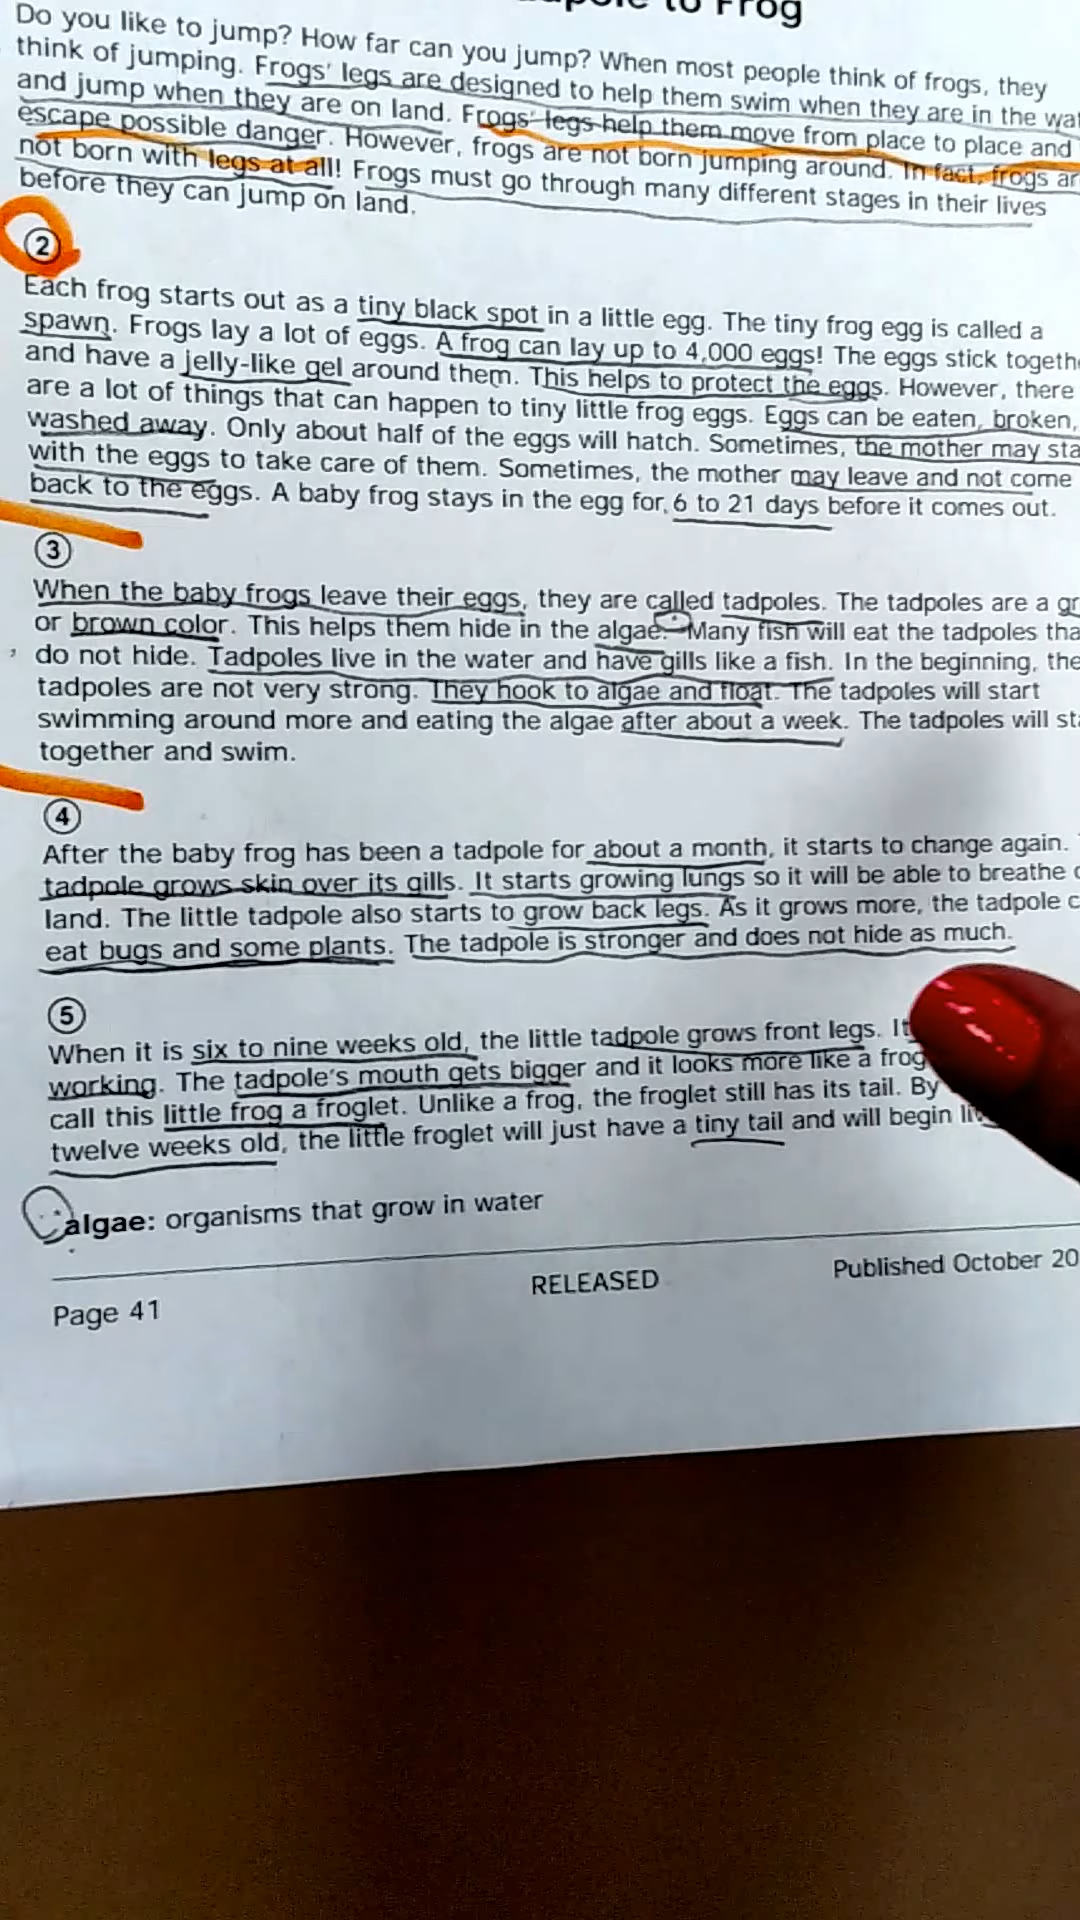 to Frog
Do you like to jump? How far can you jump? When most people think of frogs, they
think of jumping. Frogs' legs are designed to help them swim when they are in the
and jump when they are on land. Frogs' legs help them move from place to place and
escape possible danger. However, frogs are not born jumping around. In fact, frogs
not born with legs at all! Frogs must go through many different stages in their lives
before they can jump on land.
2
Each frog starts out as a tiny black spot in a little egg. The tiny frog egg is called a
spawn. Frogs lay a lot of eggs. A frog can lay up to 4,000 eggs! The eggs stick
and have a jelly-like gel around them. This helps to protect the eggs. However, there
are a lot of things that can happen to tiny little frog eggs. Eggs can be eaten, broken,
washed away. Only about half of the eggs will hatch. Sometimes, the mother may
with the eggs to take care of them. Sometimes, the mother may leave and not come
back to the eggs. A baby frog stays in the egg for 6 to 21 days before it comes out.
3
When the baby frogs leave their eggs, they are called tadpoles. The tadpoles are a
or brown color. This helps them hide in the algae. Many fish will eat the tadpoles
do not hide. Tadpoles live in the water and have gills like a fish. In the beginning, the
tadpoles are not very strong. They hook to algae and float. The tadpoles will start
swimming around more and eating the algae after about a week. The tadpoles will
together and swim.
4
After the baby frog has been a tadpole for about a month, it starts to change again.
tadpole grows skin over its gills. It starts growing lungs so it will be able to breathe
land. The little tadpole also starts to grow back legs. As it grows more, the tadpole
eat bugs and some plants. The tadpole is stronger and does not hide as much.
5
When it is six to nine weeks old, the little tadpole grows front legs.
working. The tadpole's mouth gets bigger and it looks more like a frog
call this little frog a froglet. Unlike a frog, the froglet still has its tail. By
twelve weeks old, the little froglet will just have a tiny tail and will begin
algae: organisms that grow in water
RELEASED
Published October
Page 41